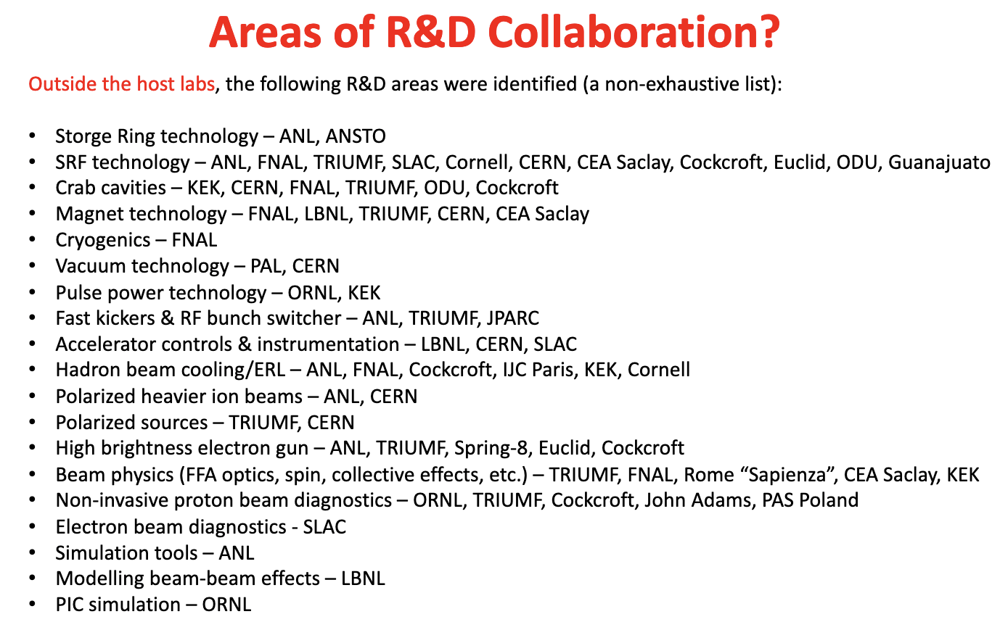 Areas of R&D Collaboration?
Outside the host labs, the following R&D areas were identified (a non-exhaustive list):
• Storge Ring technology – ANL, ANSTO
• SRF technology – ANL, FNAL, TRIUMF, SLAC, Cornell, CERN, CEA Saclay, Cockcroft, Euclid, ODU, Guanajuato
• Crab cavities – KEK, CERN, FNAL, TRIUMF, ODU, Cockcroft
• Magnet technology – FNAL, LBNL, TRIUMF, CERN, CEA Saclay
• Cryogenics – FNAL
• Vacuum technology – PAL, CERN
• Pulse power technology – ORNL, KEK
• Fast kickers & RF bunch switcher – ANL, TRIUMF, JPARC
• Accelerator controls & instrumentation – LBNL, CERN, SLAC
• Hadron beam cooling/ERL – ANL, FNAL, Cockcroft, IJC Paris, KEK, Cornell
• Polarized heavier ion beams – ANL, CERN
• Polarized sources – TRIUMF, CERN
• High brightness electron gun – ANL, TRIUMF, Spring-8, Euclid, Cockcroft
• Beam physics (FFA optics, spin, collective effects, etc.) – TRIUMF, FNAL, Rome “Sapienza”, CEA Saclay, KEK
• Non-invasive proton beam diagnostics – ORNL, TRIUMF, Cockcroft, John Adams, PAS Poland
• Electron beam diagnostics - SLAC
• Simulation tools – ANL
• Modelling beam-beam effects – LBNL
• PIC simulation – ORNL